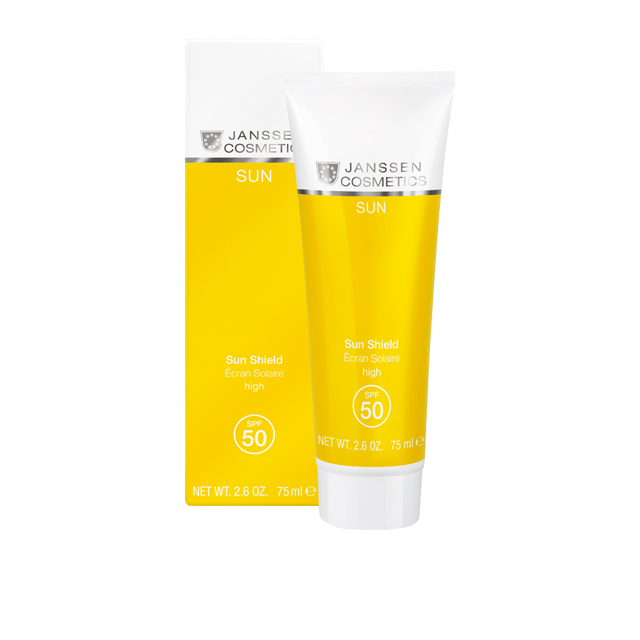 JANSSEN
COSMETIC
SUN
Sun Shield
Écran Solaire
high
SPF
50
NET WT. 2.6 OZ. 75 ml ℮
JANSSEN
COSMETICS
SUN
Sun Shield
Écran Solaire
high
SPF
50
NET WT. 2.6 OZ. 75 ml ℮